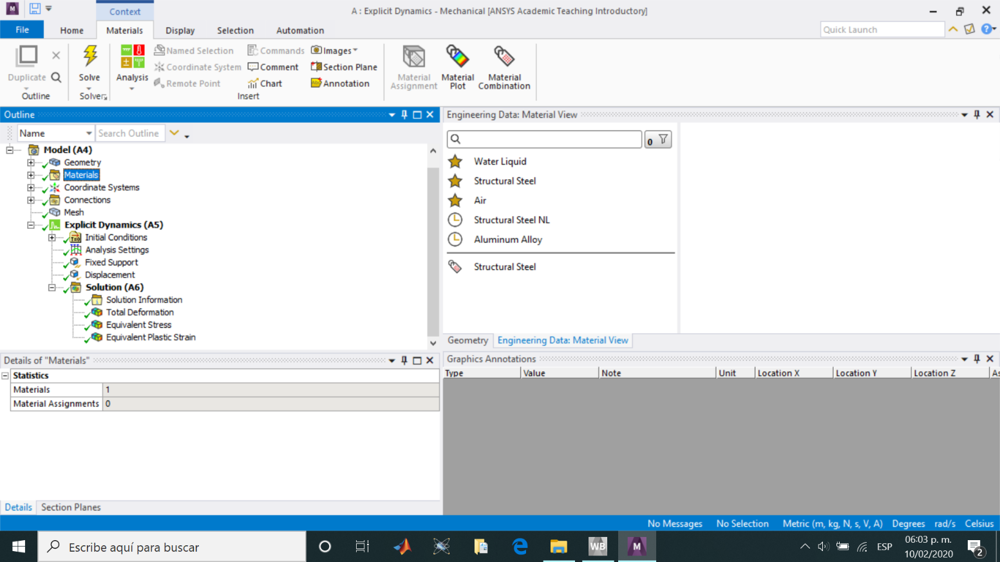 M
Context
A : Explicit Dynamics - Mechanical [ANSYS Academic Teaching Introductory]
File Home Materials Display Selection Automation
Quick Launch
Duplicate
Outline
Solve
Solver
Analysis
Named Selection
Coordinate System
Remote Point
Commands
Comment
Chart
Images
Section Plane
Annotation
Insert
Material Assignment
Material Plot
Material Combination
Outline
Name Search Outline
Model (A4)
Geometry
Materials
Coordinate Systems
Connections
Mesh
Explicit Dynamics (A5)
Initial Conditions
Analysis Settings
Fixed Support
Displacement
Solution (A6)
Solution Information
Total Deformation
Equivalent Stress
Equivalent Plastic Strain
Engineering Data: Material View
0
Water Liquid
Structural Steel
Air
Structural Steel NL
Aluminum Alloy
Structural Steel
Geometry Engineering Data: Material View
Details of "Materials"
Statistics
Materials 1
Material Assignments 0
Details Section Planes
Graphics Annotations
Type Value Note Unit Location X Location Y Location Z As
No Messages No Selection Metric (m, kg, N, s, V, A) Degrees rad/s Celsius
Escribe aquí para buscar
WB
M
ESP
06:03 p. m.
10/02/2020
2